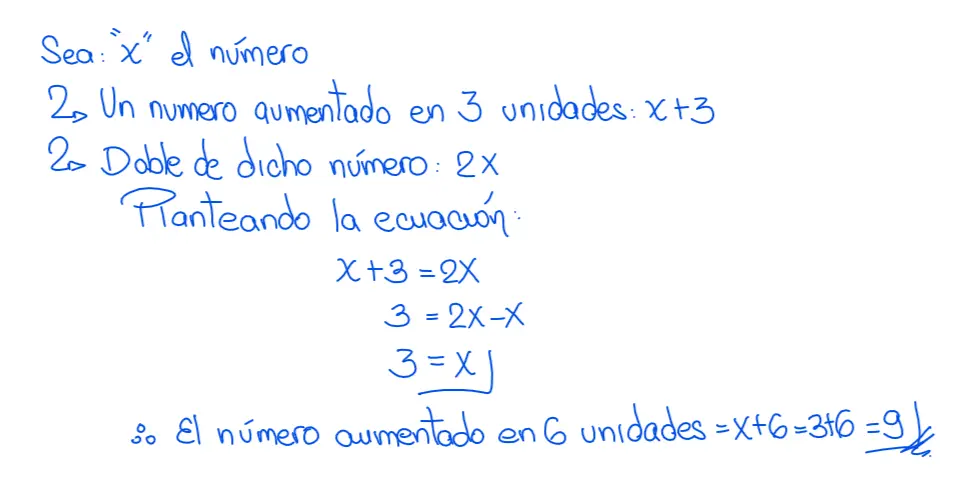 Sea: "x" el número
2▷ Un numero aumentado en 3 unidades: x+3
2▷ Doble de dicho número: 2x
Planteando la ecuación:
x+3 = 2x
3 = 2x-x
3 = x
∴ El número aumentado en 6 unidades = x+6 = 3+6 = 9